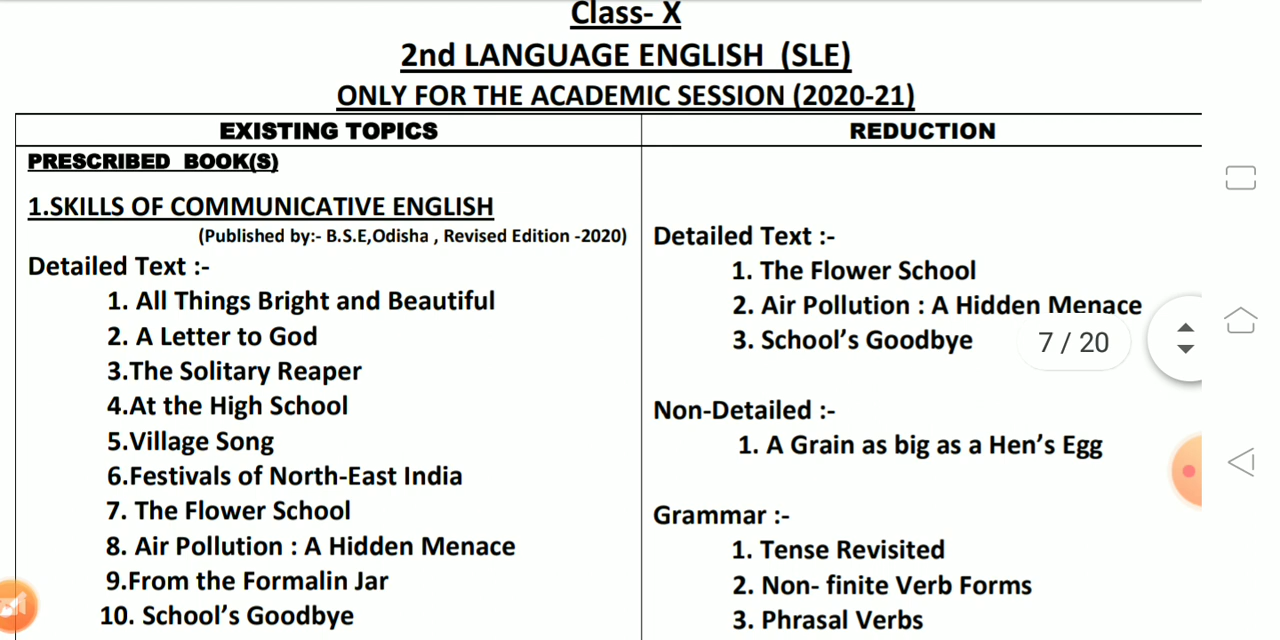 Class- X
2nd LANGUAGE ENGLISH (SLE)
ONLY FOR THE ACADEMIC SESSION (2020-21)
EXISTING TOPICS
PRESCRIBED BOOK(S)
1.SKILLS OF COMMUNICATIVE ENGLISH
(Published by:- B.S.E,Odisha , Revised Edition -2020)
Detailed Text :-
1. All Things Bright and Beautiful
2. A Letter to God
3.The Solitary Reaper
4.At the High School
5.Village Song
6.Festivals of North-East India
7. The Flower School
8. Air Pollution : A Hidden Menace
9.From the Formalin Jar
10. School’s Goodbye
REDUCTION
Detailed Text :-
1. The Flower School
2. Air Pollution : A Hidden Menace
3. School’s Goodbye
7 / 20
Non-Detailed :-
1. A Grain as big as a Hen’s Egg
Grammar :-
1. Tense Revisited
2. Non- finite Verb Forms
3. Phrasal Verbs